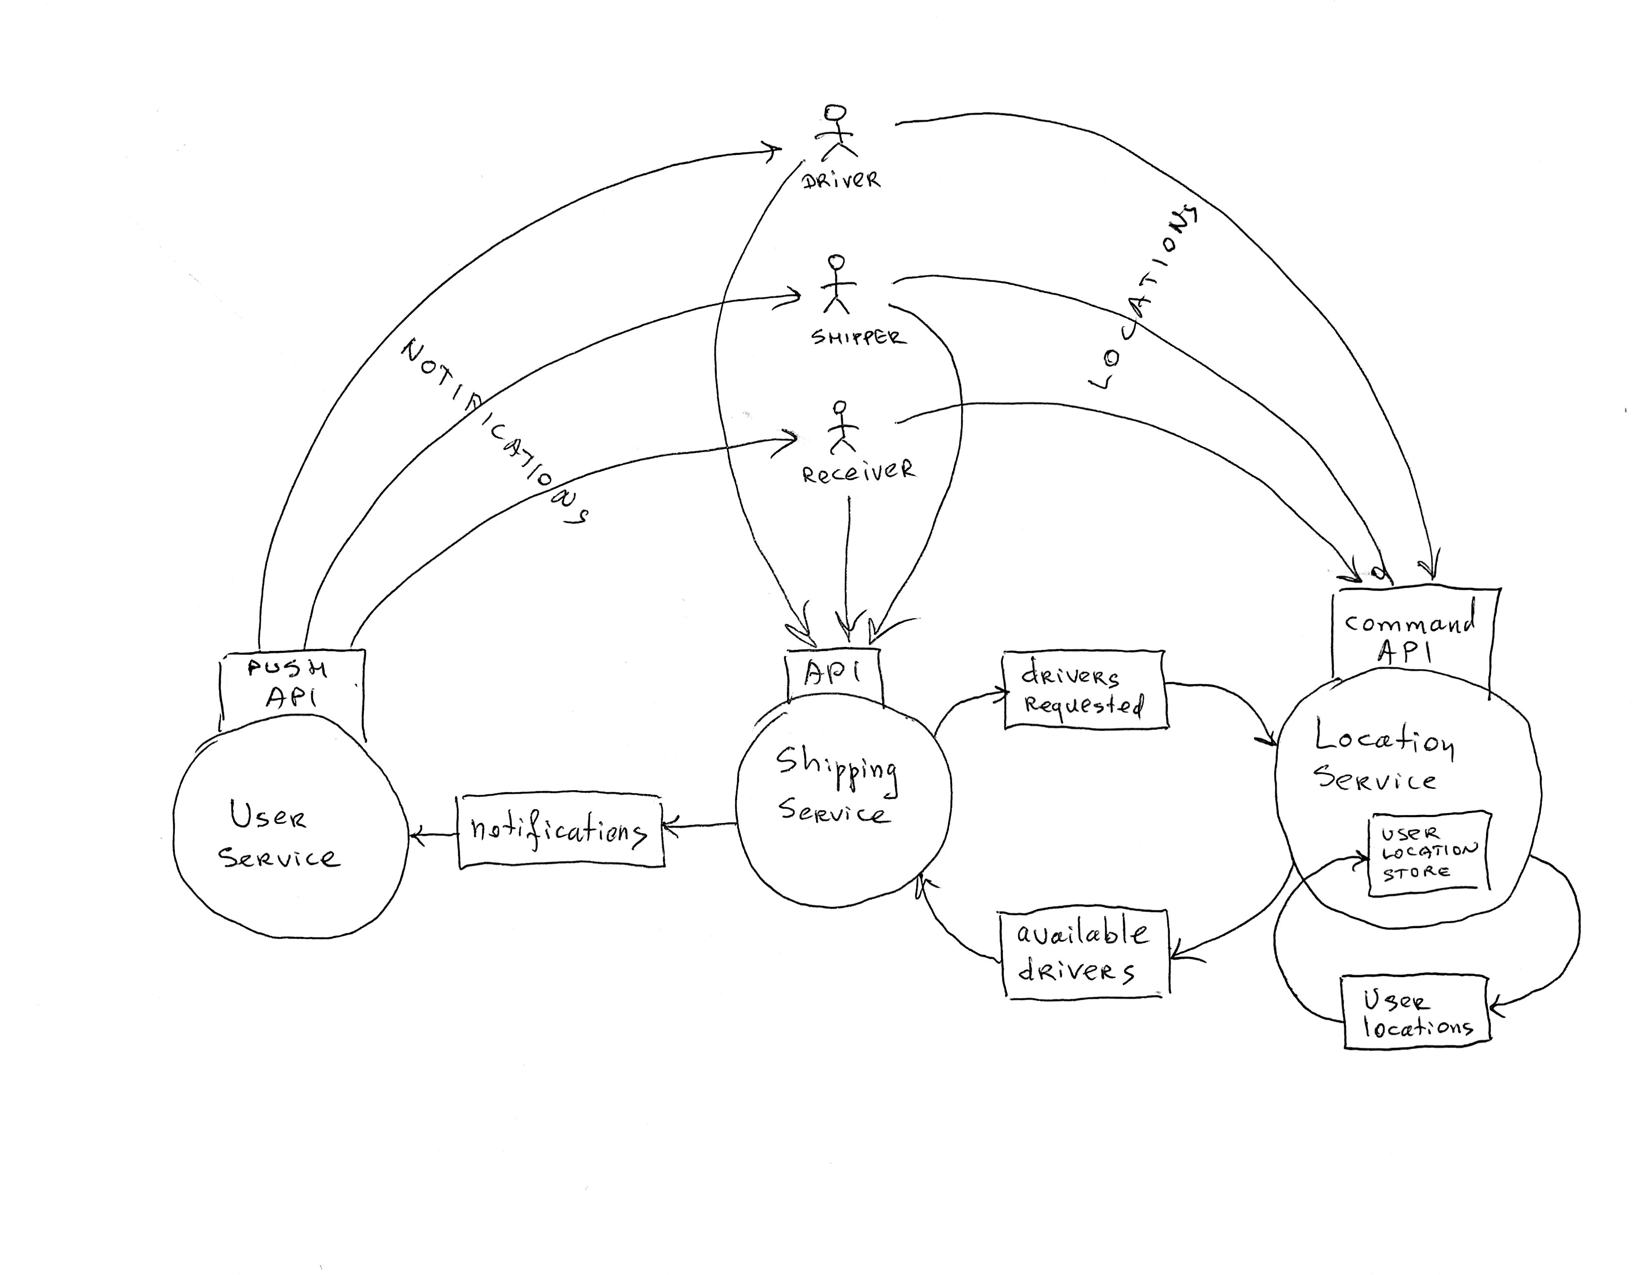 DRIVER
LOCATIONS
SHIPPER
NOTIFICATIONS
RECEIVER
PUSH
API
API
command
API
drivers
Requested
Location
Service
Shipping
Service
User
Service
notifications
USER
LOCATION
STORE
available
drivers
User
locations